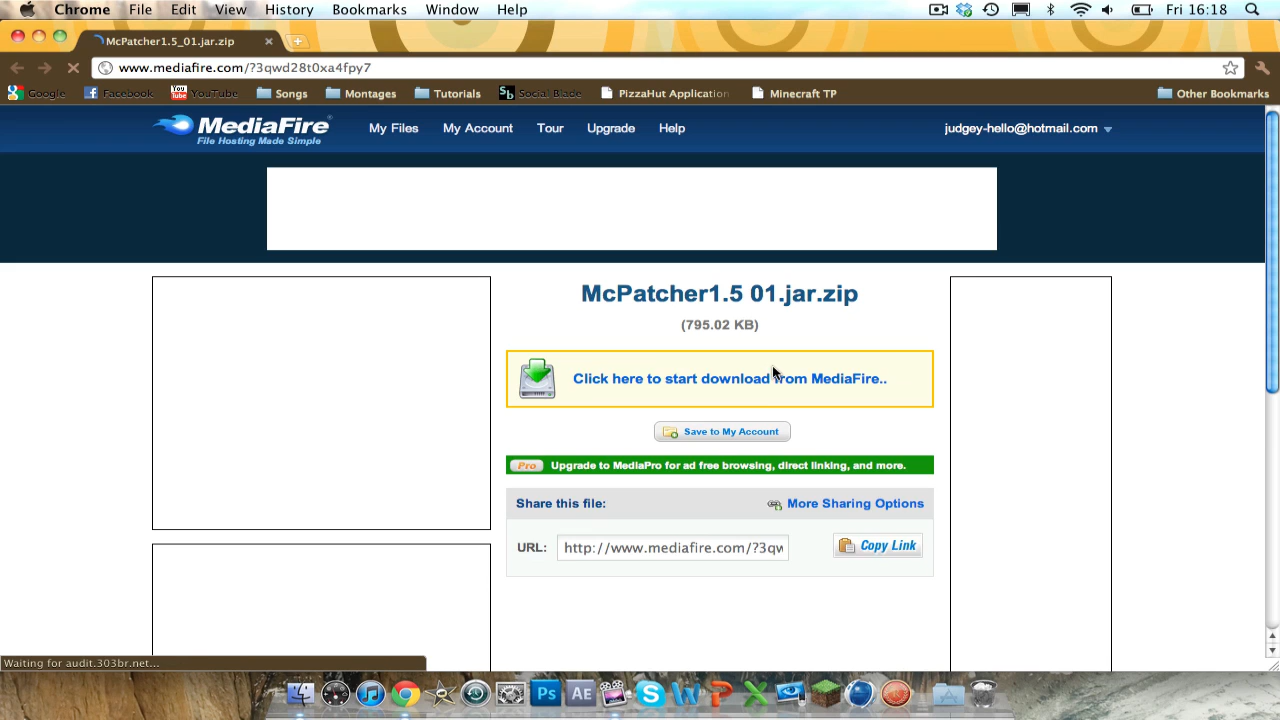 Chrome File Edit View History Bookmarks Window Help Fri 16:18
McPatcher1.5_01.jar.zip
www.mediafire.com/?3qwd28t0xa4fpy7
Google Facebook YouTube Songs Montages Tutorials Sb Social Blade PizzaHut Application Minecraft TP Other Bookmarks
MediaFire My Files My Account Tour Upgrade Help judgey-hello@hotmail.com
File Hosting Made Simple
McPatcher1.5 01.jar.zip
(795.02 KB)
Click here to start download from MediaFire..
Save to My Account
Pro Upgrade to MediaPro for ad free browsing, direct linking, and more.
Share this file: More Sharing Options
URL: http://www.mediafire.com/?3qw Copy Link
Waiting for audit.303br.net...
Ps AE S W P X